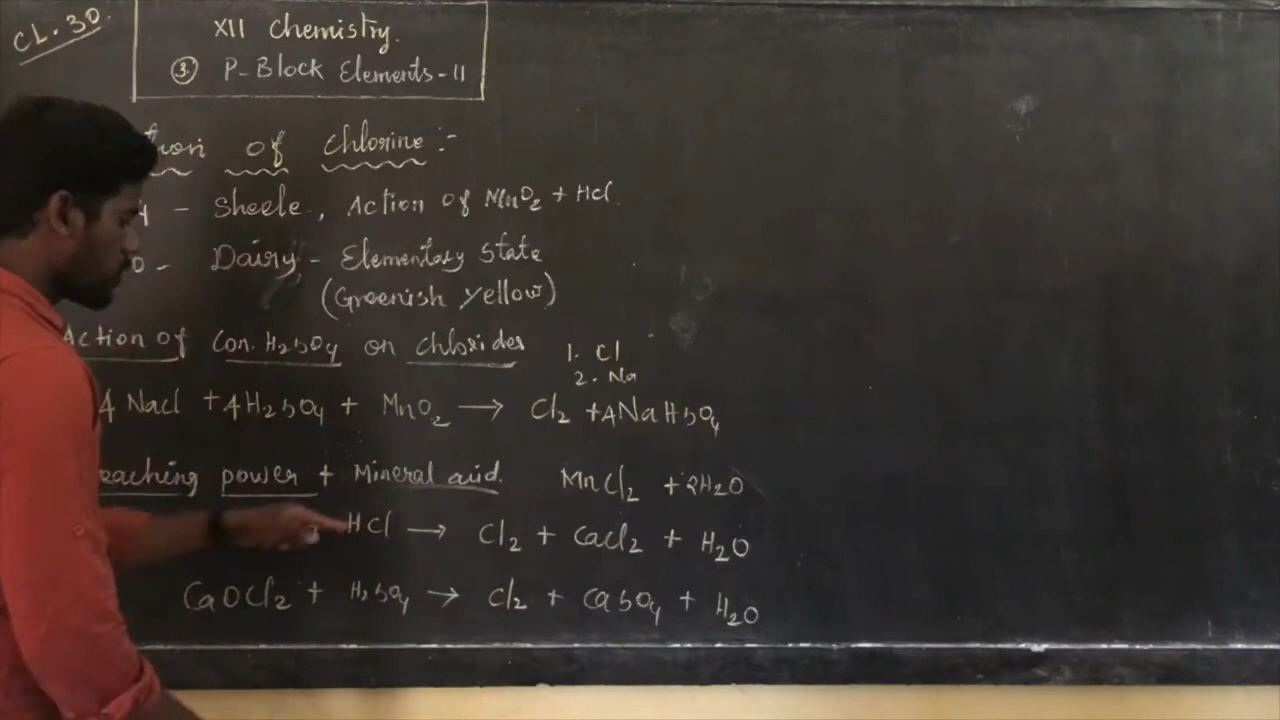 CL. 30.
XII Chemistry.
3. P-Block Elements-II
tion of chlorine:-
4 - Sheele, Action of MnO2 + HCl.
0 - Dairy - Elementary State
(Greenish Yellow)
Action Of Con. H2SO4 on chlorides
1. Cl
2. Na
4 NaCl + 4H2SO4 + MnO2 → Cl2 + 4NaHSO4
MnCl2 + 2H2O
eaching power + Mineral acid.
HCl → Cl2 + CaCl2 + H2O
CaOCl2 + H2SO4 → Cl2 + CaSO4 + H2O